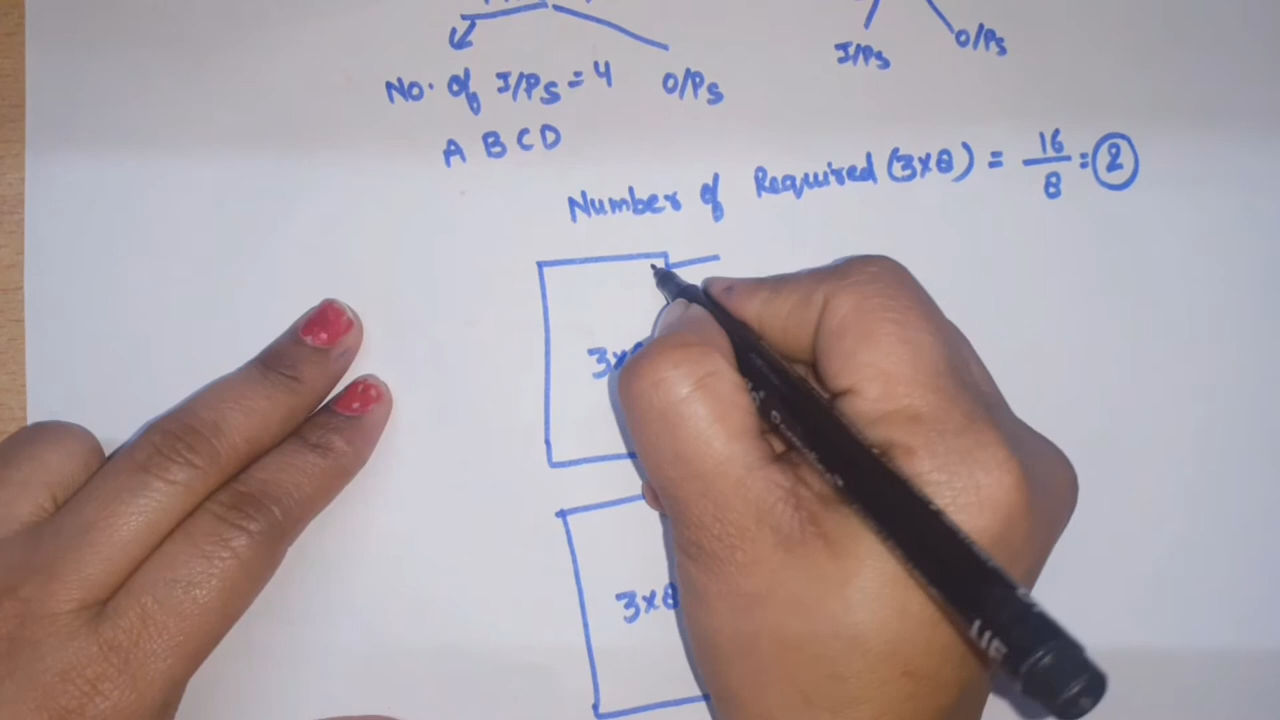 I/Ps O/Ps
No. of I/Ps = 4 O/Ps
A B C D
Number of Required (3x8) = 16/8 = 2
3x8